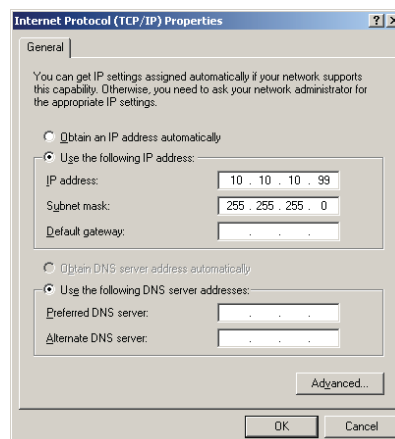 Internet Protocol (TCP/IP) Properties
General
You can get IP settings assigned automatically if your network supports
this capability. Otherwise, you need to ask your network administrator for
the appropriate IP settings.
Obtain an IP address automatically
Use the following IP address:
IP address: 10 . 10 . 10 . 99
Subnet mask: 255 . 255 . 255 . 0
Default gateway: . . .
Obtain DNS server address automatically
Use the following DNS server addresses:
Preferred DNS server: . . .
Alternate DNS server: . . .
Advanced...
OK Cancel